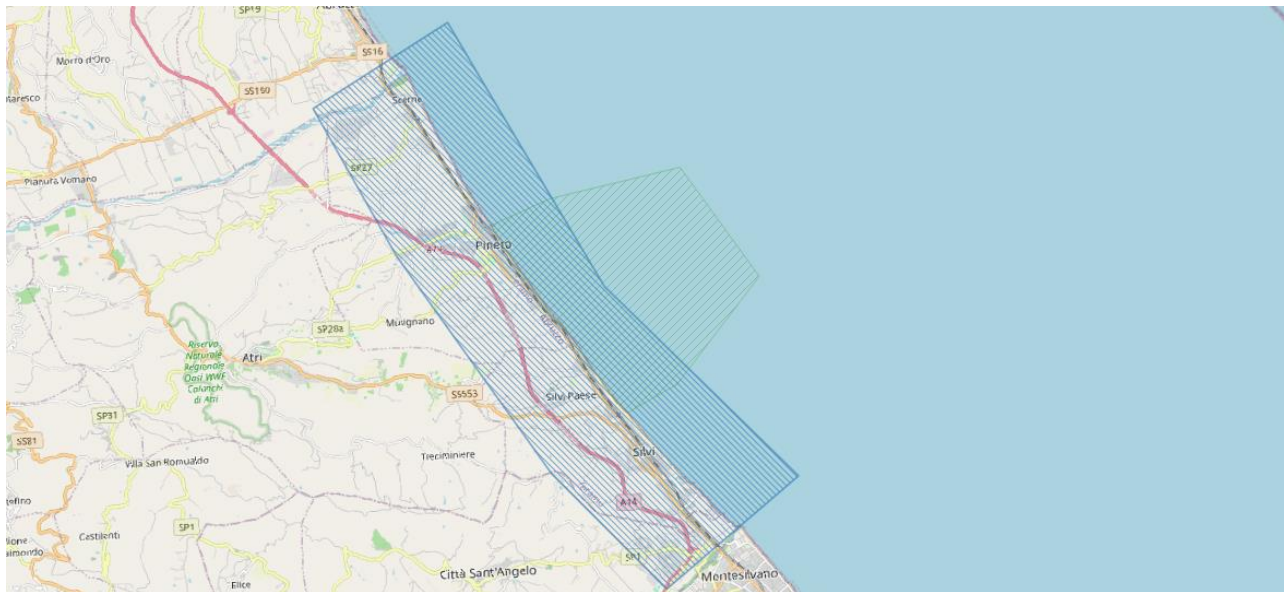 SP19
SS16
Morro d'Oro
SS150
Scerne
SP27
Pianura Vomano
Pineto
Mutignano
SP28a
Riserva
Naturale
Regionale
Oasi WWF
Calanchi
di Atri
Atri
Silvi Paese
SS553
SP31
SS81
Silvi
Treciminiere
Villa San Romualdo
A14
SP1
Castilenti
Città Sant'Angelo
Montesilvano
Elice